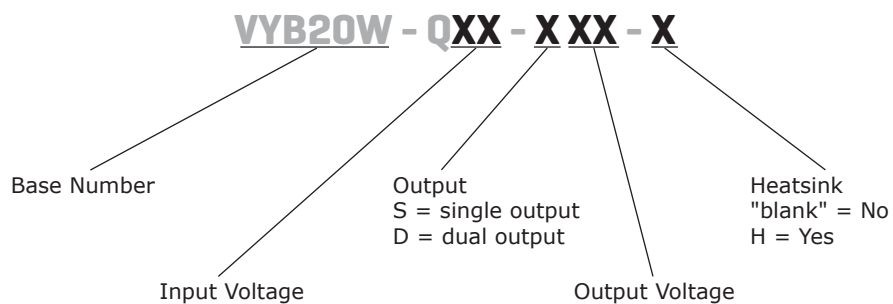 VYB20W - QXX - X XX - X
Base Number
Output
S = single output
D = dual output
Heatsink
"blank" = No
H = Yes
Input Voltage
Output Voltage